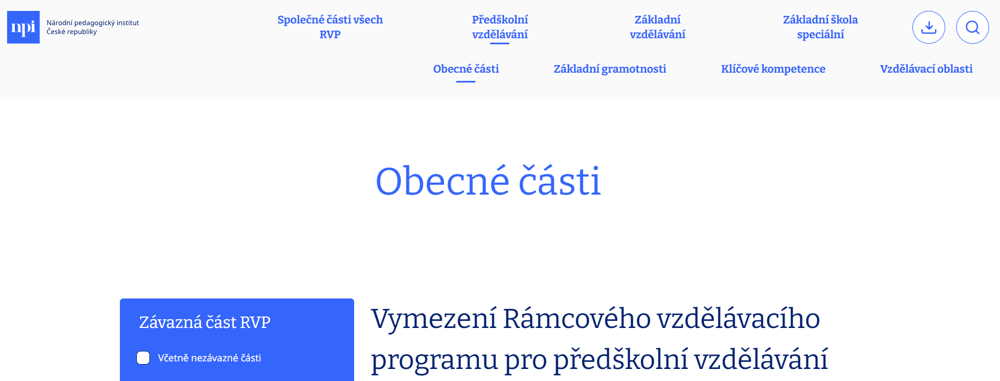 npi
Národní pedagogický institut
České republiky
Společné části všech
RVP
Předškolní
vzdělávání
Základní
vzdělávání
Základní škola
speciální
Obecné části
Základní gramotnosti
Klíčové kompetence
Vzdělávací oblasti
Obecné části
Závazná část RVP
Včetně nezávazné části
Vymezení Rámcového vzdělávacího
programu pro předškolní vzdělávání